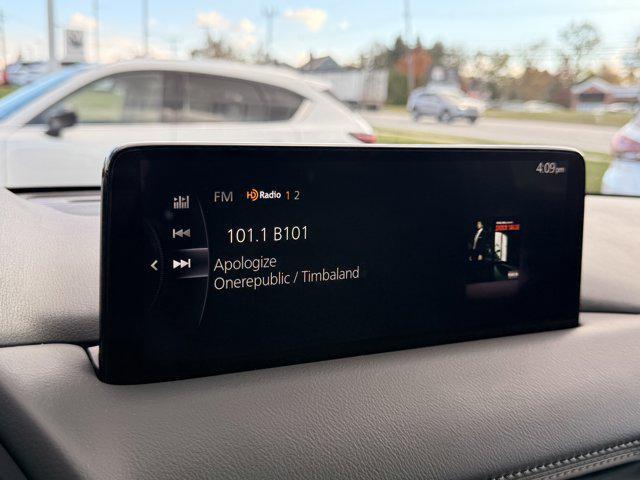 4:09pm
FM HD Radio 1 2
101.1 B101
Apologize
Onerepublic / Timbaland